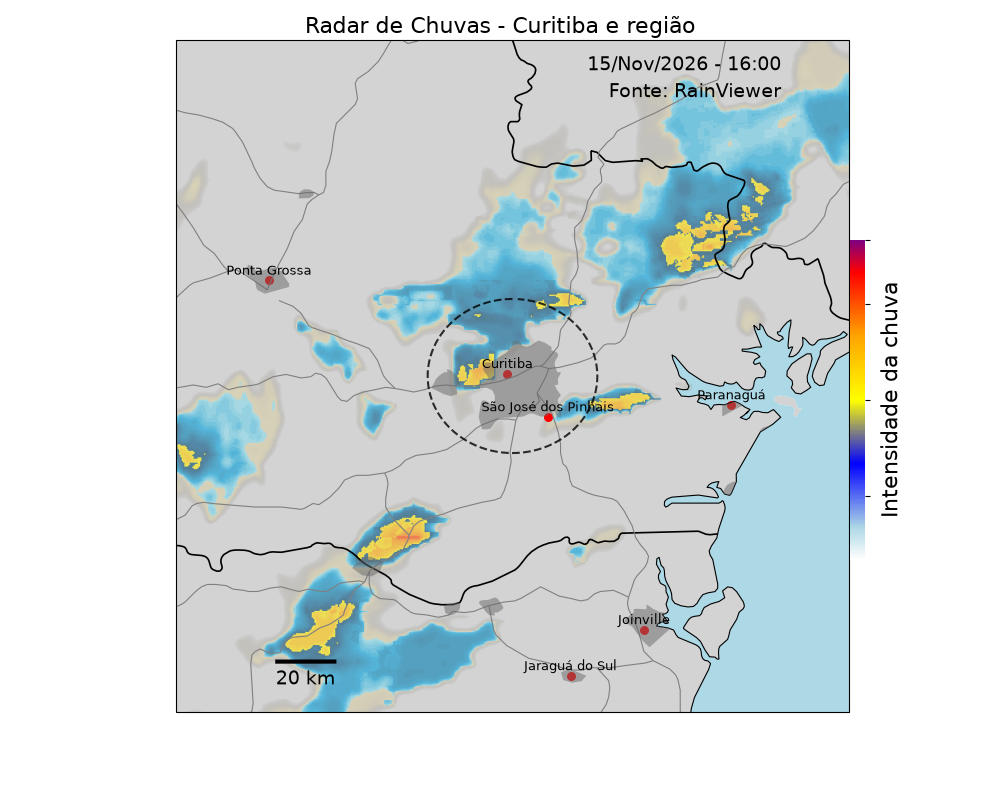 Radar de Chuvas - Curitiba e região
15/Nov/2026 - 16:00
Fonte: RainViewer
Ponta Grossa
Curitiba
São José dos Pinhais
Paranaguá
Joinville
Jaraguá do Sul
20 km
Intensidade da chuva